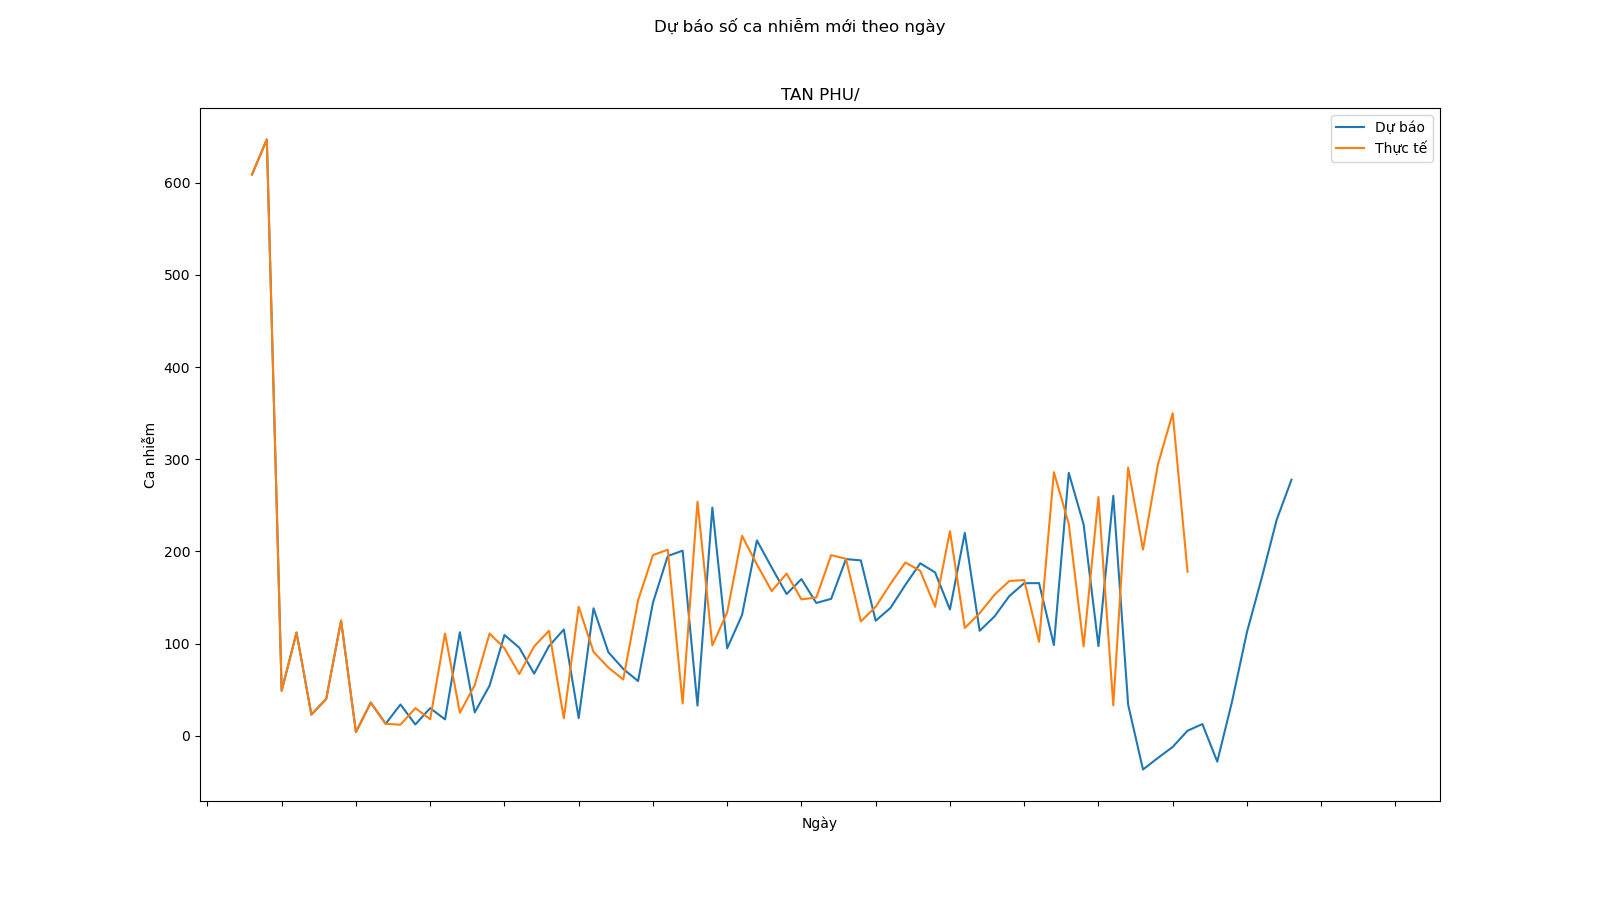 Dự báo số ca nhiễm mới theo ngày
TAN PHU/
Dự báo
Thực tế
600
500
400
300
200
100
0
Ca nhiễm
Ngày